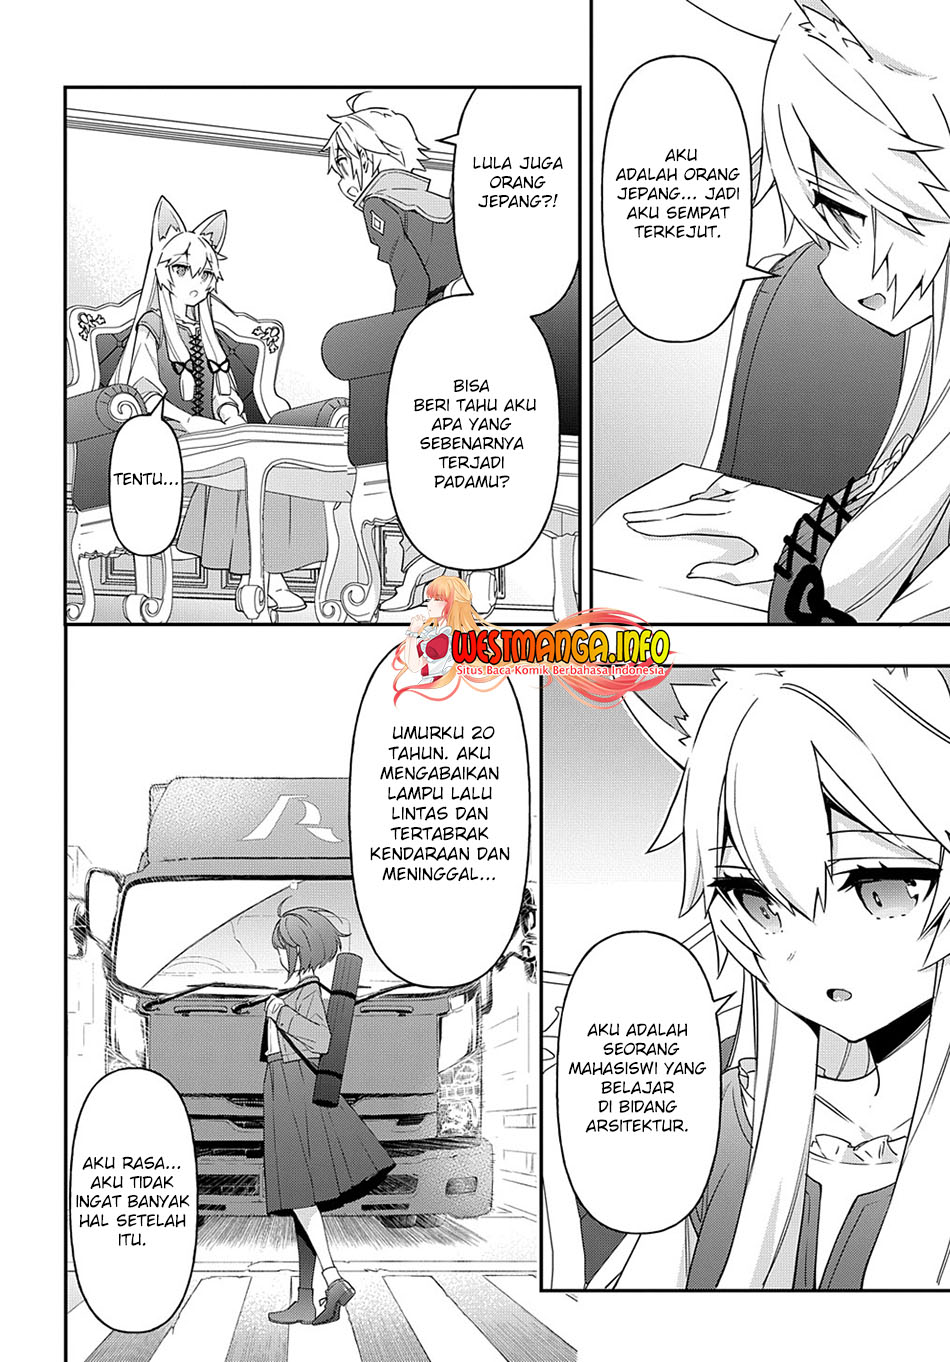 AKU
ADALAH ORANG
JEPANG... JADI
AKU SEMPAT
TERKEJUT.
LULA JUGA
ORANG
JEPANG?!
BISA
BERI TAHU AKU
APA YANG
SEBENARNYA
TERJADI
PADAMU?
TENTU...
WESTMANGA.INFO
Situs Baca Komik Berbahasa Indonesia
AKU ADALAH
SEORANG
MAHASISWI YANG
BELAJAR
DI BIDANG
ARSITEKTUR.
UMURKU 20
TAHUN. AKU
MENGABAIKAN
LAMPU LALU
LINTAS DAN
TERTABRAK
KENDARAAN DAN
MENINGGAL...
AKU RASA...
AKU TIDAK
INGAT BANYAK
HAL SETELAH
ITU.